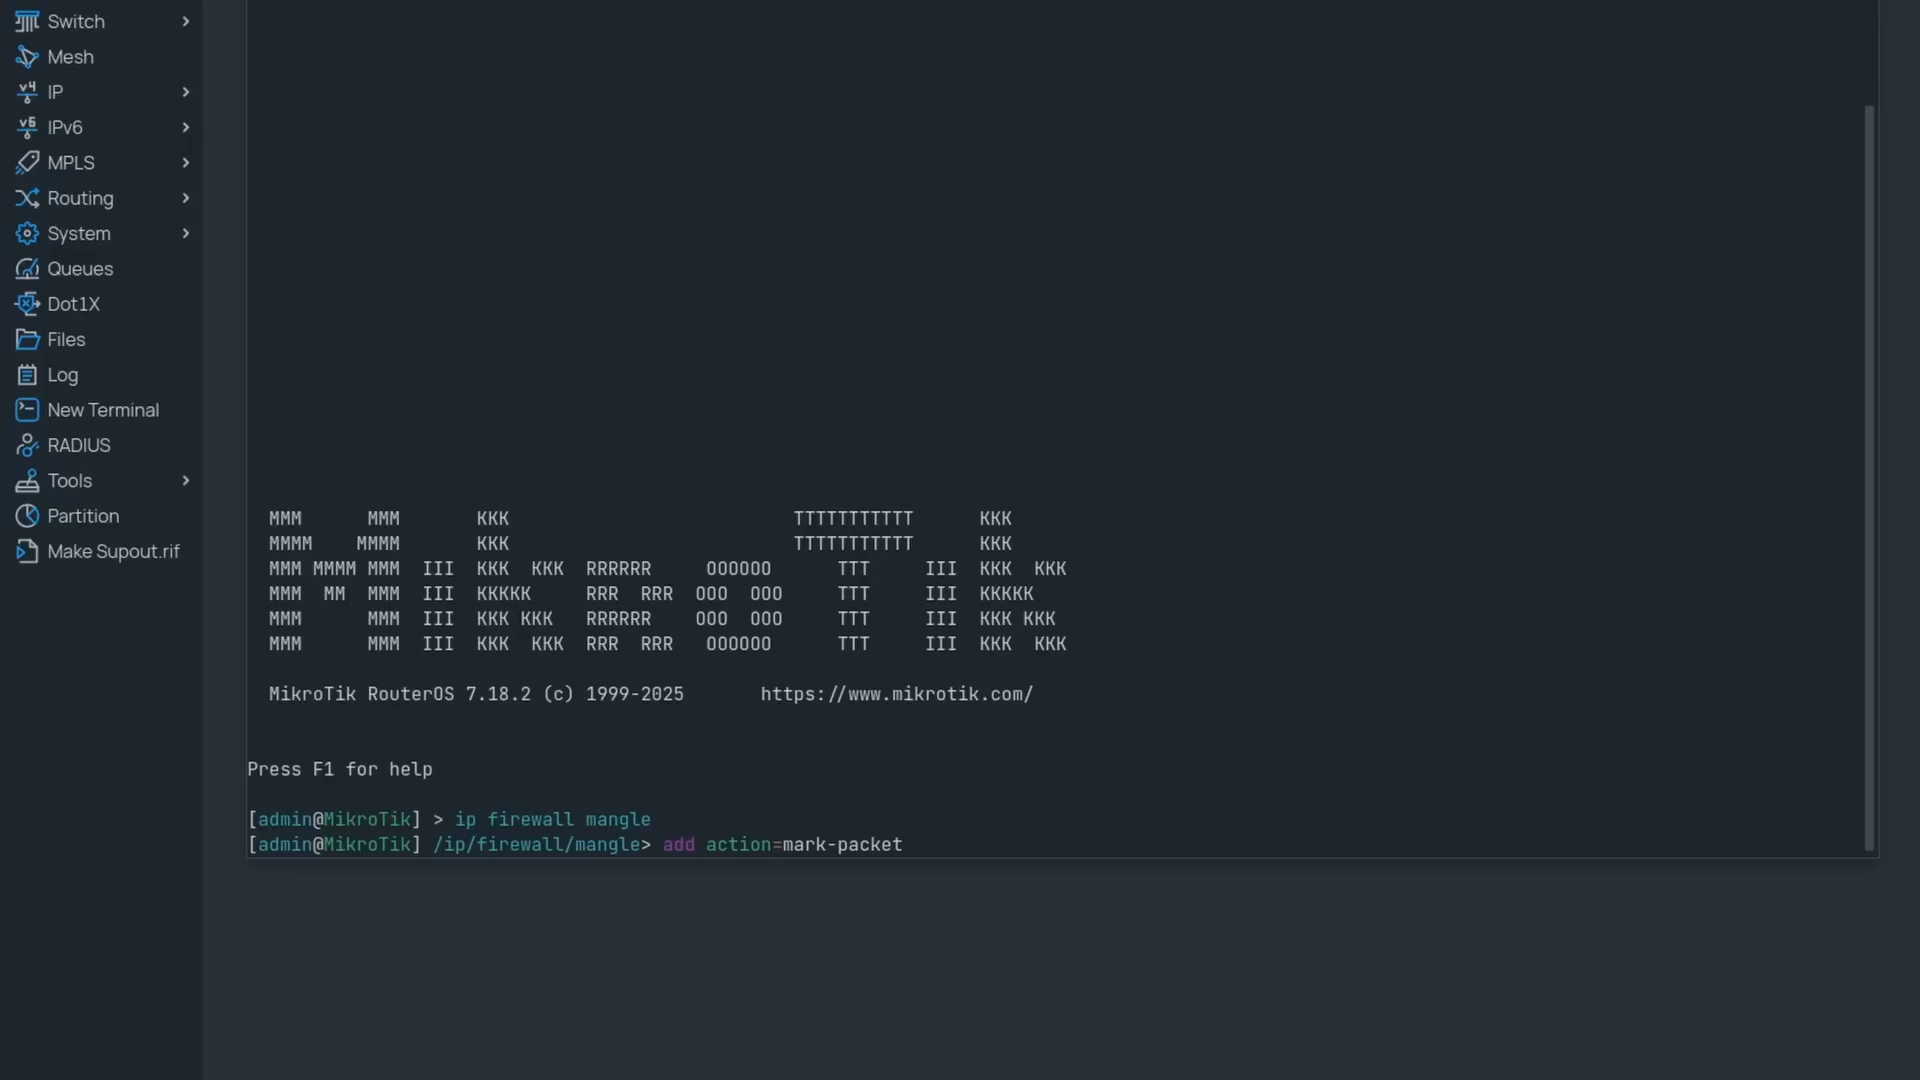 Switch
Mesh
v4 IP
v6 IPv6
MPLS
Routing
System
Queues
Dot1X
Files
Log
New Terminal
RADIUS
Tools
Partition
Make Supout.rif
MMM      MMM       KKK                          TTTTTTTTTTT      KKK
MMMM    MMMM       KKK                          TTTTTTTTTTT      KKK
MMM MMMM MMM  III  KKK  KKK  RRRRRR     OOOOOO      TTT     III  KKK  KKK
MMM  MM  MMM  III  KKKKK     RRR  RRR  OOO  OOO     TTT     III  KKKKK
MMM      MMM  III  KKK KKK   RRRRRR    OOO  OOO     TTT     III  KKK KKK
MMM      MMM  III  KKK  KKK  RRR  RRR   OOOOOO      TTT     III  KKK  KKK
MikroTik RouterOS 7.18.2 (c) 1999-2025       https://www.mikrotik.com/
Press F1 for help
[admin@MikroTik] > ip firewall mangle
[admin@MikroTik] /ip/firewall/mangle> add action=mark-packet